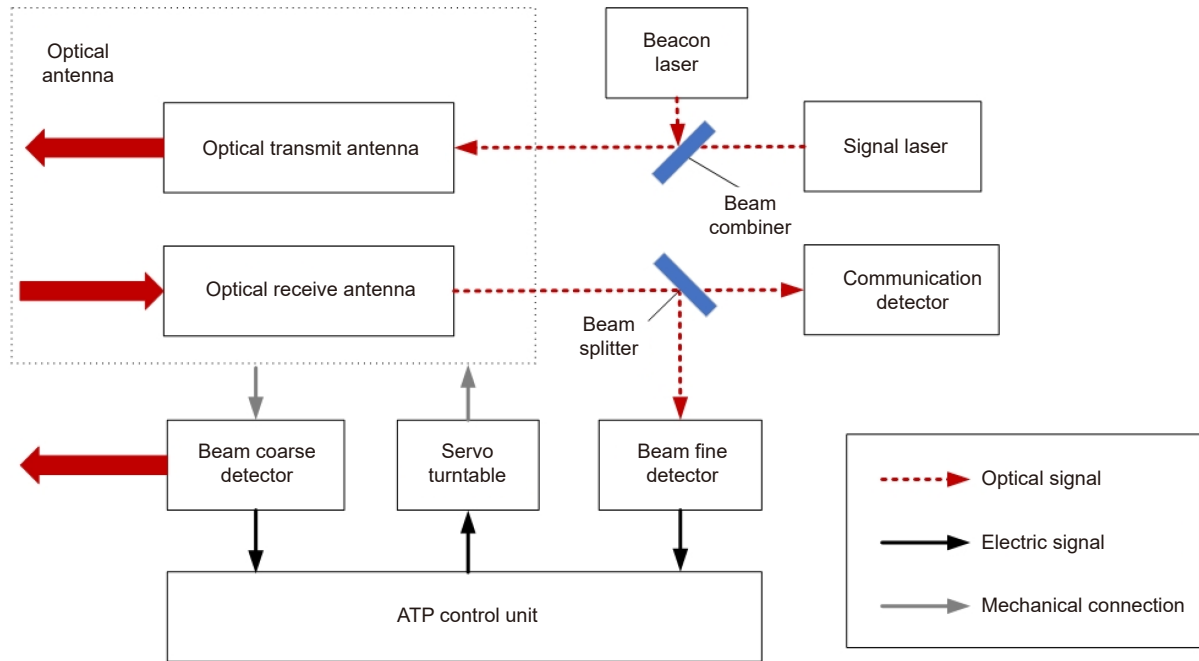 Optical
antenna
Beacon
laser
Optical transmit antenna
Signal laser
Beam
combiner
Optical receive antenna
Communication
detector
Beam
splitter
Beam coarse
detector
Servo
turntable
Beam fine
detector
ATP control unit
Optical signal
Electric signal
Mechanical connection